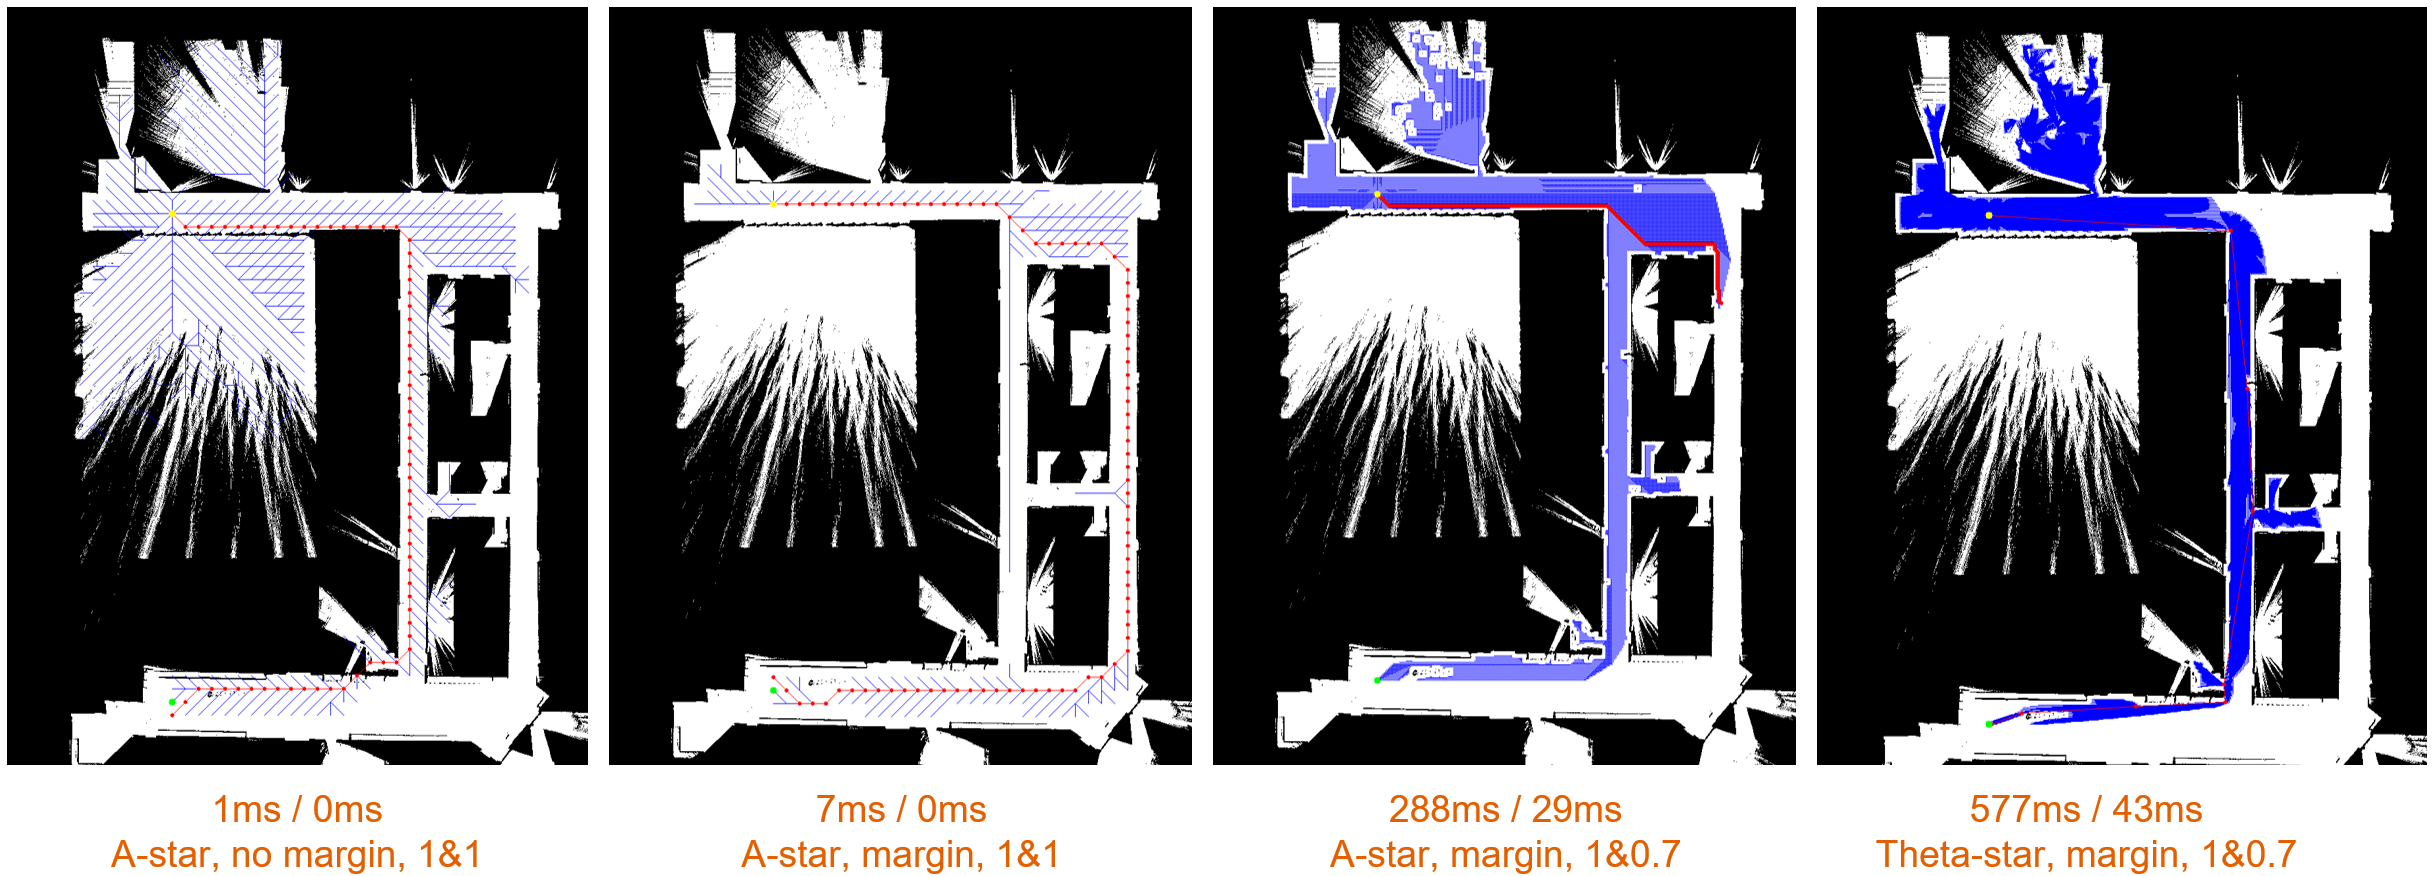 1ms / 0ms
A-star, no margin, 1&1
7ms / 0ms
A-star, margin, 1&1
288ms / 29ms
A-star, margin, 1&0.7
577ms / 43ms
Theta-star, margin, 1&0.7